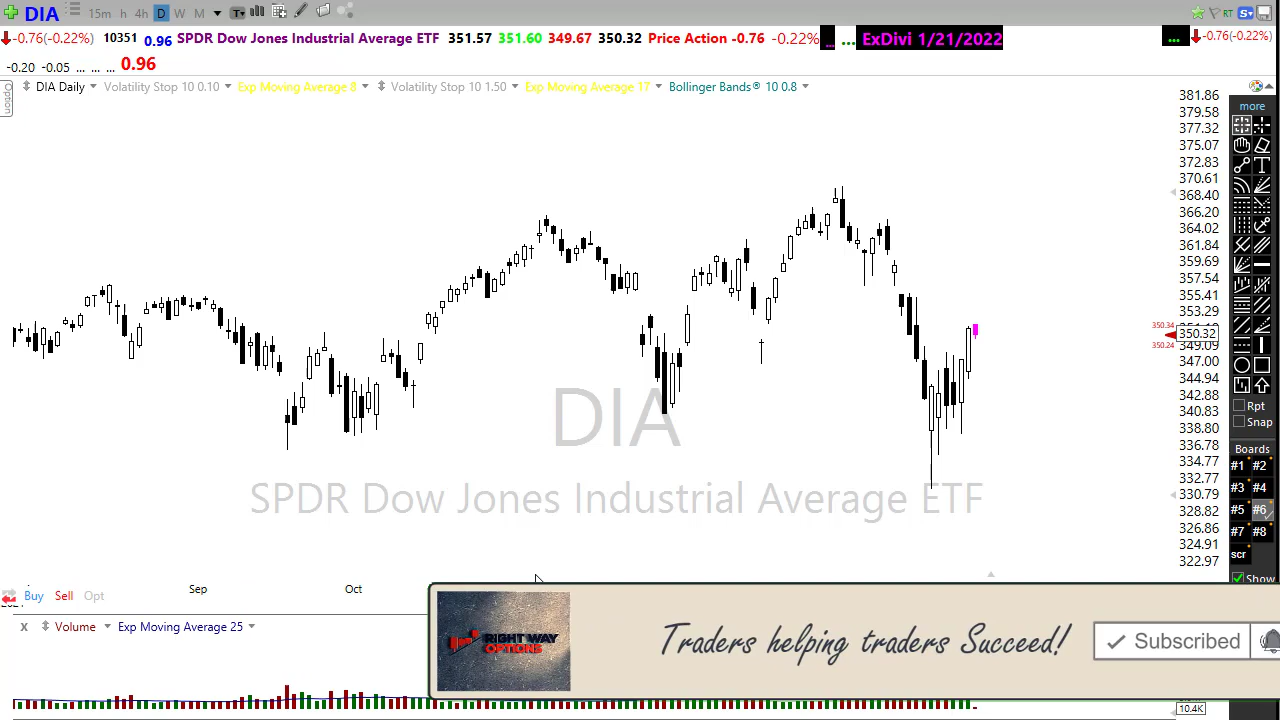 DIA 15m h 4h D W M T RT S
-0.76(-0.22%) 10351 0.96 SPDR Dow Jones Industrial Average ETF 351.57 351.60 349.67 350.32 Price Action -0.76 -0.22% ... ... ExDivi 1/21/2022 ... -0.76(-0.22%)
-0.20 -0.05 ... ... 0.96
Option
DIA Daily Volatility Stop 10 0.10 Exp Moving Average 8 Volatility Stop 10 1.50 Exp Moving Average 17 Bollinger Bands® 10 0.8
381.86
379.58
377.32
375.07
372.83
370.61
368.40
366.20
364.02
361.84
359.69
357.54
355.41
353.29
350.34
350.32
350.24
349.09
347.00
344.94
342.88
340.83
338.80
336.78
334.77
332.77
330.79
328.82
326.86
324.91
322.97
more
Rpt
Snap
Boards
#1 #2
#3 #4
#5 #6
#7 #8
scr
Show
DIA
SPDR Dow Jones Industrial Average ETF
Sep Oct
Buy Sell Opt
X Volume Exp Moving Average 25
RIGHT WAY
OPTIONS
Traders helping traders Succeed!
Subscribed
10.4K